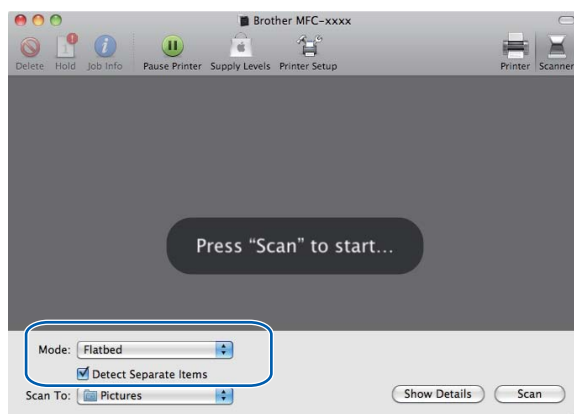 Brother MFC-xxxx
Delete Hold Job Info Pause Printer Supply Levels Printer Setup Printer Scanner
Press “Scan” to start...
Mode: Flatbed
Detect Separate Items
Scan To: Pictures Show Details Scan